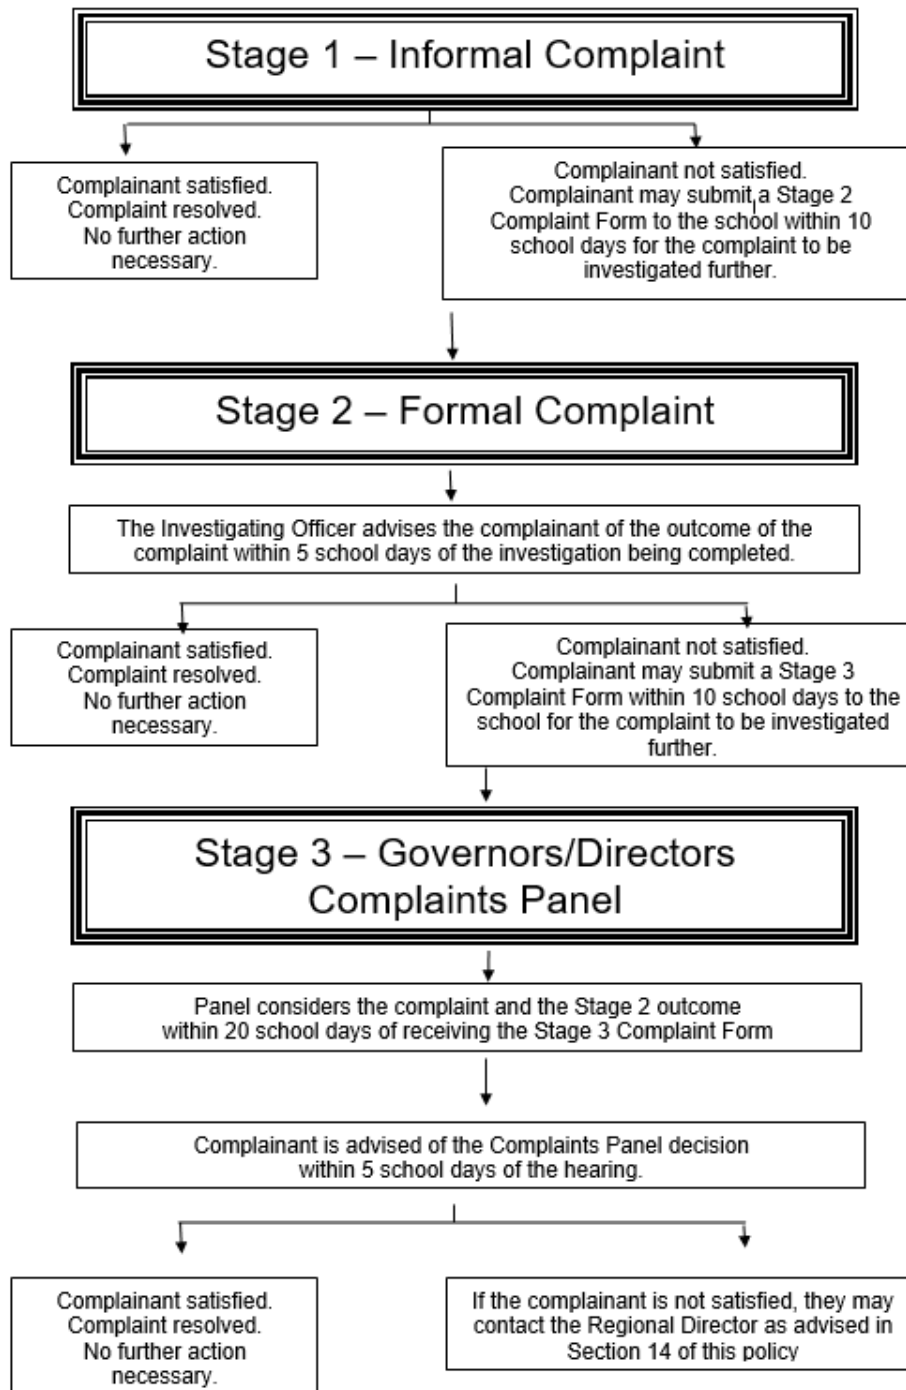 Stage 1 – Informal Complaint
Complainant satisfied.
Complaint resolved.
No further action
necessary.
Complainant not satisfied.
Complainant may submit a Stage 2
Complaint Form to the school within 10
school days for the complaint to be
investigated further.
Stage 2 – Formal Complaint
The Investigating Officer advises the complainant of the outcome of the
complaint within 5 school days of the investigation being completed.
Complainant satisfied.
Complaint resolved.
No further action
necessary.
Complainant not satisfied.
Complainant may submit a Stage 3
Complaint Form within 10 school days to the
school for the complaint to be investigated
further.
Stage 3 – Governors/Directors
Complaints Panel
Panel considers the complaint and the Stage 2 outcome
within 20 school days of receiving the Stage 3 Complaint Form
Complainant is advised of the Complaints Panel decision
within 5 school days of the hearing.
Complainant satisfied.
Complaint resolved.
No further action
necessary.
If the complainant is not satisfied, they may
contact the Regional Director as advised in
Section 14 of this policy